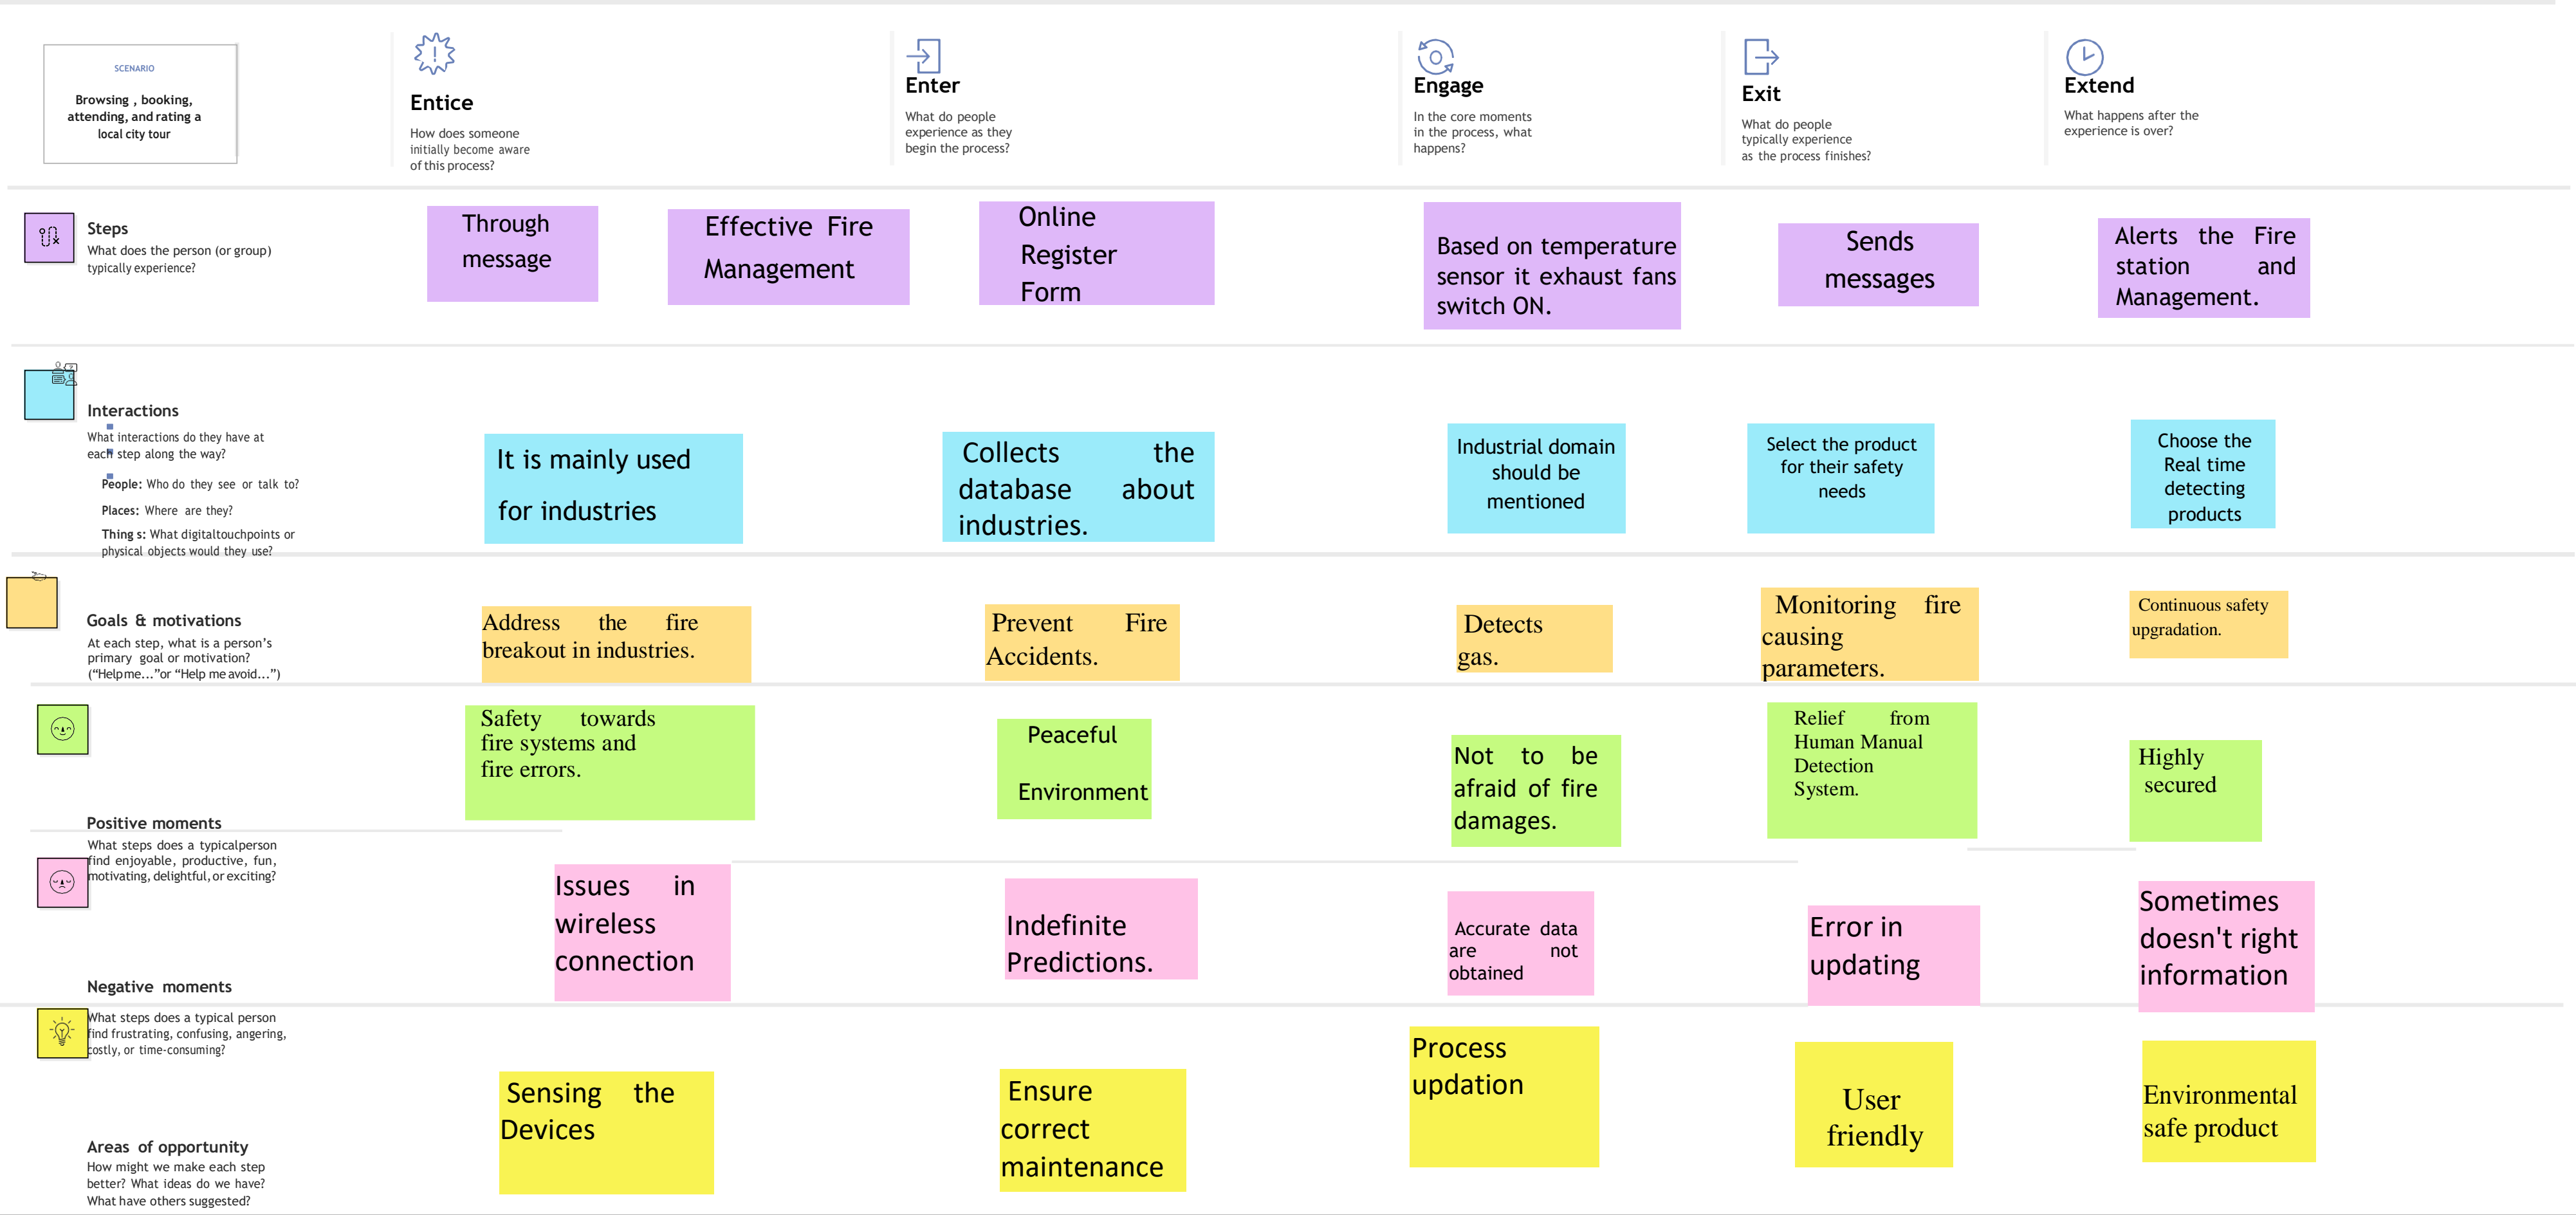 SCENARIO
Browsing , booking,
attending, and rating a
local city tour
Entice
How does someone
initially become aware
of this process?
Enter
What do people
experience as they
begin the process?
Engage
In the core moments
in the process, what
happens?
Exit
What do people
typically experience
as the process finishes?
Extend
What happens after the
experience is over?
Steps
What does the person (or group)
typically experience?
Through
message
Effective Fire
Management
Online
Register
Form
Based on temperature
sensor it exhaust fans
switch ON.
Sends
messages
Alerts the Fire
station and
Management.
Interactions
What interactions do they have at
each step along the way?
People: Who do they see or talk to?
Places: Where are they?
Thing s: What digitaltouchpoints or
physical objects would they use?
It is mainly used
for industries
Collects the
database about
industries.
Industrial domain
should be
mentioned
Select the product
for their safety
needs
Choose the
Real time
detecting
products
Goals & motivations
At each step, what is a person's
primary goal or motivation?
(“Helpme...”or “Help me avoid...”)
Address the fire
breakout in industries.
Prevent Fire
Accidents.
Detects
gas.
Monitoring fire
causing
parameters.
Continuous safety
upgradation.
Positive moments
What steps does a typicalperson
find enjoyable, productive, fun,
motivating, delightful, or exciting?
Safety towards
fire systems and
fire errors.
Peaceful
Environment
Not to be
afraid of fire
damages.
Relief from
Human Manual
Detection
System.
Highly
secured
Negative moments
What steps does a typical person
find frustrating, confusing, angering,
costly, or time-consuming?
Issues in
wireless
connection
Indefinite
Predictions.
Accurate data
are not
obtained
Error in
updating
Sometimes
doesn't right
information
Areas of opportunity
How might we make each step
better? What ideas do we have?
What have others suggested?
Sensing the
Devices
Ensure
correct
maintenance
Process
updation
User
friendly
Environmental
safe product